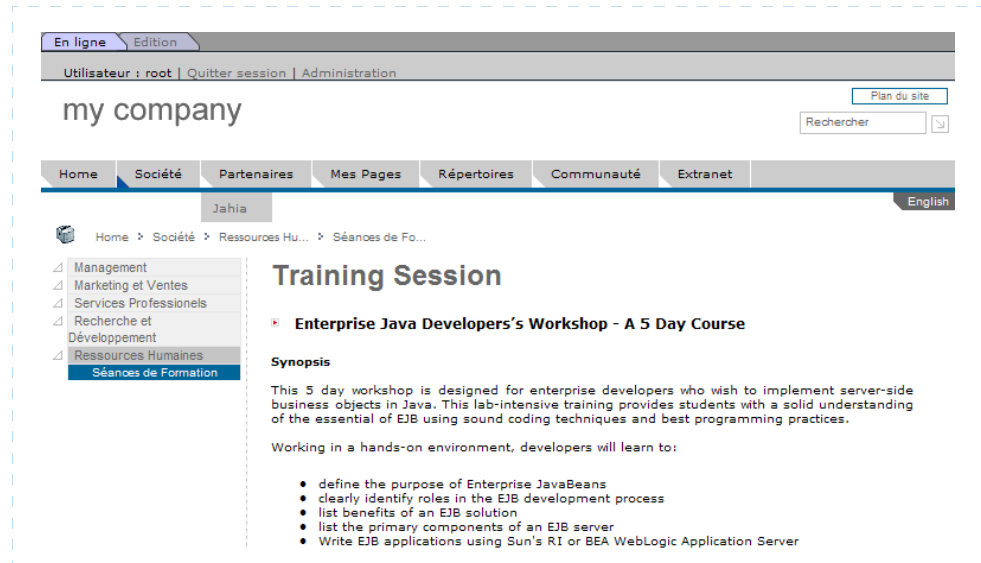 En ligne Edition
Utilisateur : root | Quitter session | Administration
my company
Plan du site
Rechercher
Home Société Partenaires Mes Pages Répertoires Communauté Extranet
Jahia
English
Home Société Ressources Hu... Séances de Fo...
Management
Marketing et Ventes
Services Professionels
Recherche et
Développement
Ressources Humaines
Séances de Formation
Training Session
Enterprise Java Developers's Workshop - A 5 Day Course
Synopsis
This 5 day workshop is designed for enterprise developers who wish to implement server-side
business objects in Java. This lab-intensive training provides students with a solid understanding
of the essential of EJB using sound coding techniques and best programming practices.
Working in a hands-on environment, developers will learn to:
• define the purpose of Enterprise JavaBeans
• clearly identify roles in the EJB development process
• list benefits of an EJB solution
• list the primary components of an EJB server
• Write EJB applications using Sun's RI or BEA WebLogic Application Server